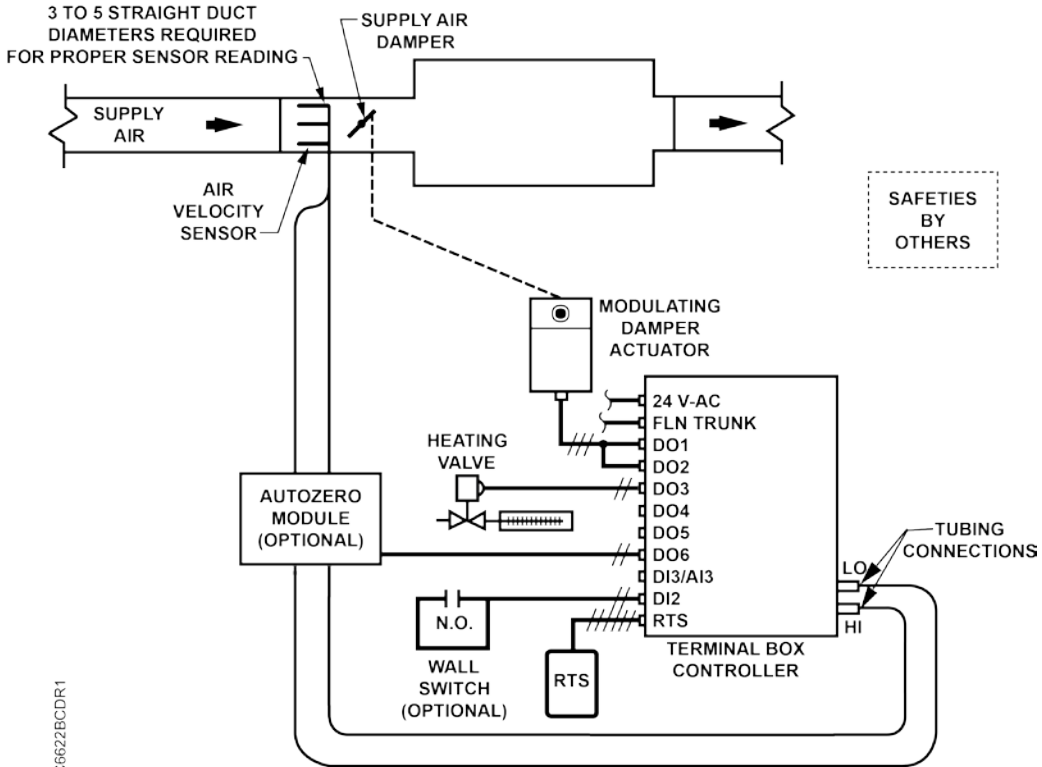 3 TO 5 STRAIGHT DUCT
DIAMETERS REQUIRED
FOR PROPER SENSOR READING
SUPPLY AIR
DAMPER
SUPPLY
AIR
AIR
VELOCITY
SENSOR
SAFETIES
BY
OTHERS
MODULATING
DAMPER
ACTUATOR
24 V-AC
FLN TRUNK
DO1
DO2
DO3
DO4
DO5
DO6
DI3/AI3
DI2
RTS
HEATING
VALVE
AUTOZERO
MODULE
(OPTIONAL)
TUBING
CONNECTIONS
LO
HI
N.O.
WALL
SWITCH
(OPTIONAL)
RTS
TERMINAL BOX
CONTROLLER
6622BCDR1